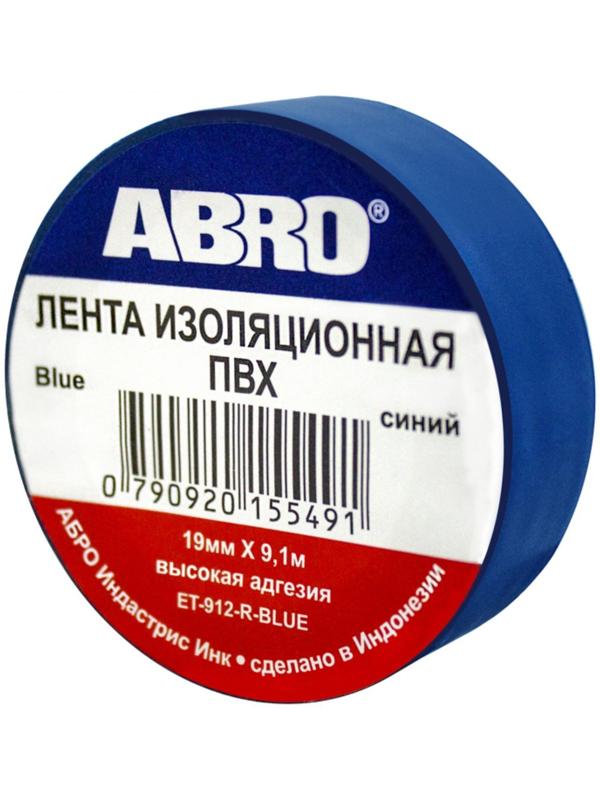 ABRO®
ЛЕНТА ИЗОЛЯЦИОННАЯ
ПВХ
Blue
синий
0 790920 155491
19мм X 9,1м
высокая адгезия
ET-912-R-BLUE
АБРО Индастрис Инк • сделано в Индонезии